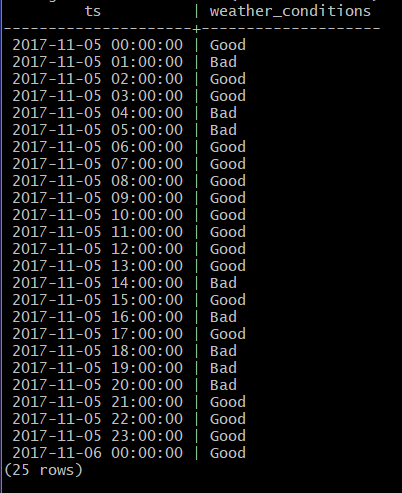 ts | weather_conditions
---------------------+--------------------
2017-11-05 00:00:00 | Good
2017-11-05 01:00:00 | Bad
2017-11-05 02:00:00 | Good
2017-11-05 03:00:00 | Good
2017-11-05 04:00:00 | Bad
2017-11-05 05:00:00 | Bad
2017-11-05 06:00:00 | Good
2017-11-05 07:00:00 | Good
2017-11-05 08:00:00 | Good
2017-11-05 09:00:00 | Good
2017-11-05 10:00:00 | Good
2017-11-05 11:00:00 | Good
2017-11-05 12:00:00 | Good
2017-11-05 13:00:00 | Good
2017-11-05 14:00:00 | Bad
2017-11-05 15:00:00 | Good
2017-11-05 16:00:00 | Bad
2017-11-05 17:00:00 | Good
2017-11-05 18:00:00 | Bad
2017-11-05 19:00:00 | Bad
2017-11-05 20:00:00 | Bad
2017-11-05 21:00:00 | Good
2017-11-05 22:00:00 | Good
2017-11-05 23:00:00 | Good
2017-11-06 00:00:00 | Good
(25 rows)